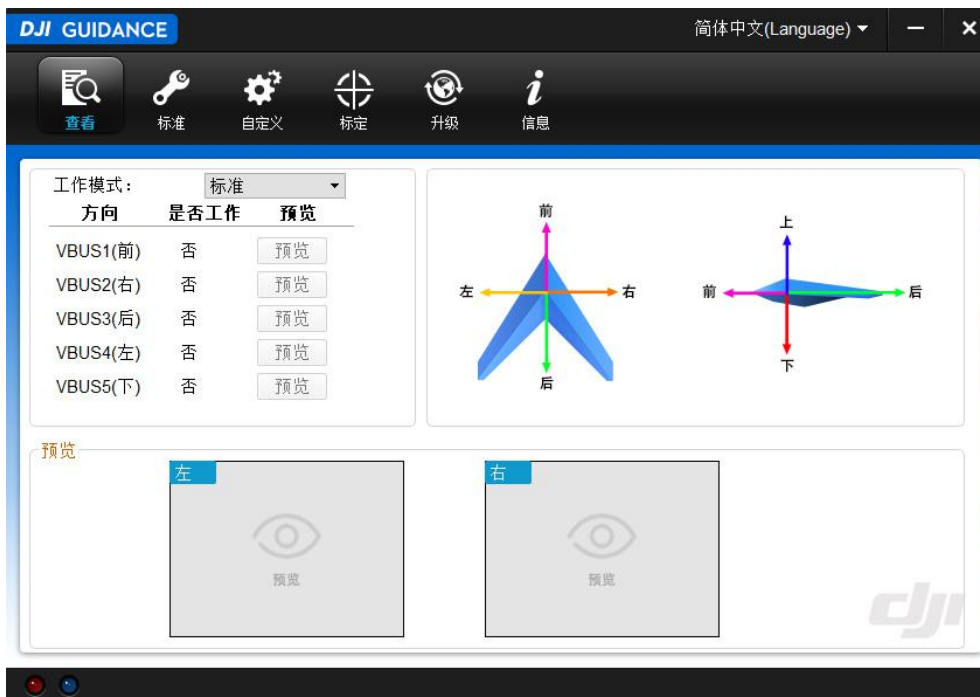 DJI GUIDANCE
简体中文(Language)
查看 标准 自定义 标定 升级 信息
工作模式： 标准
方向 是否工作 预览
VBUS1(前) 否 预览
VBUS2(右) 否 预览
VBUS3(后) 否 预览
VBUS4(左) 否 预览
VBUS5(下) 否 预览
前
左 右
后
上
前 后
下
预览
左 右
预览 预览
dji